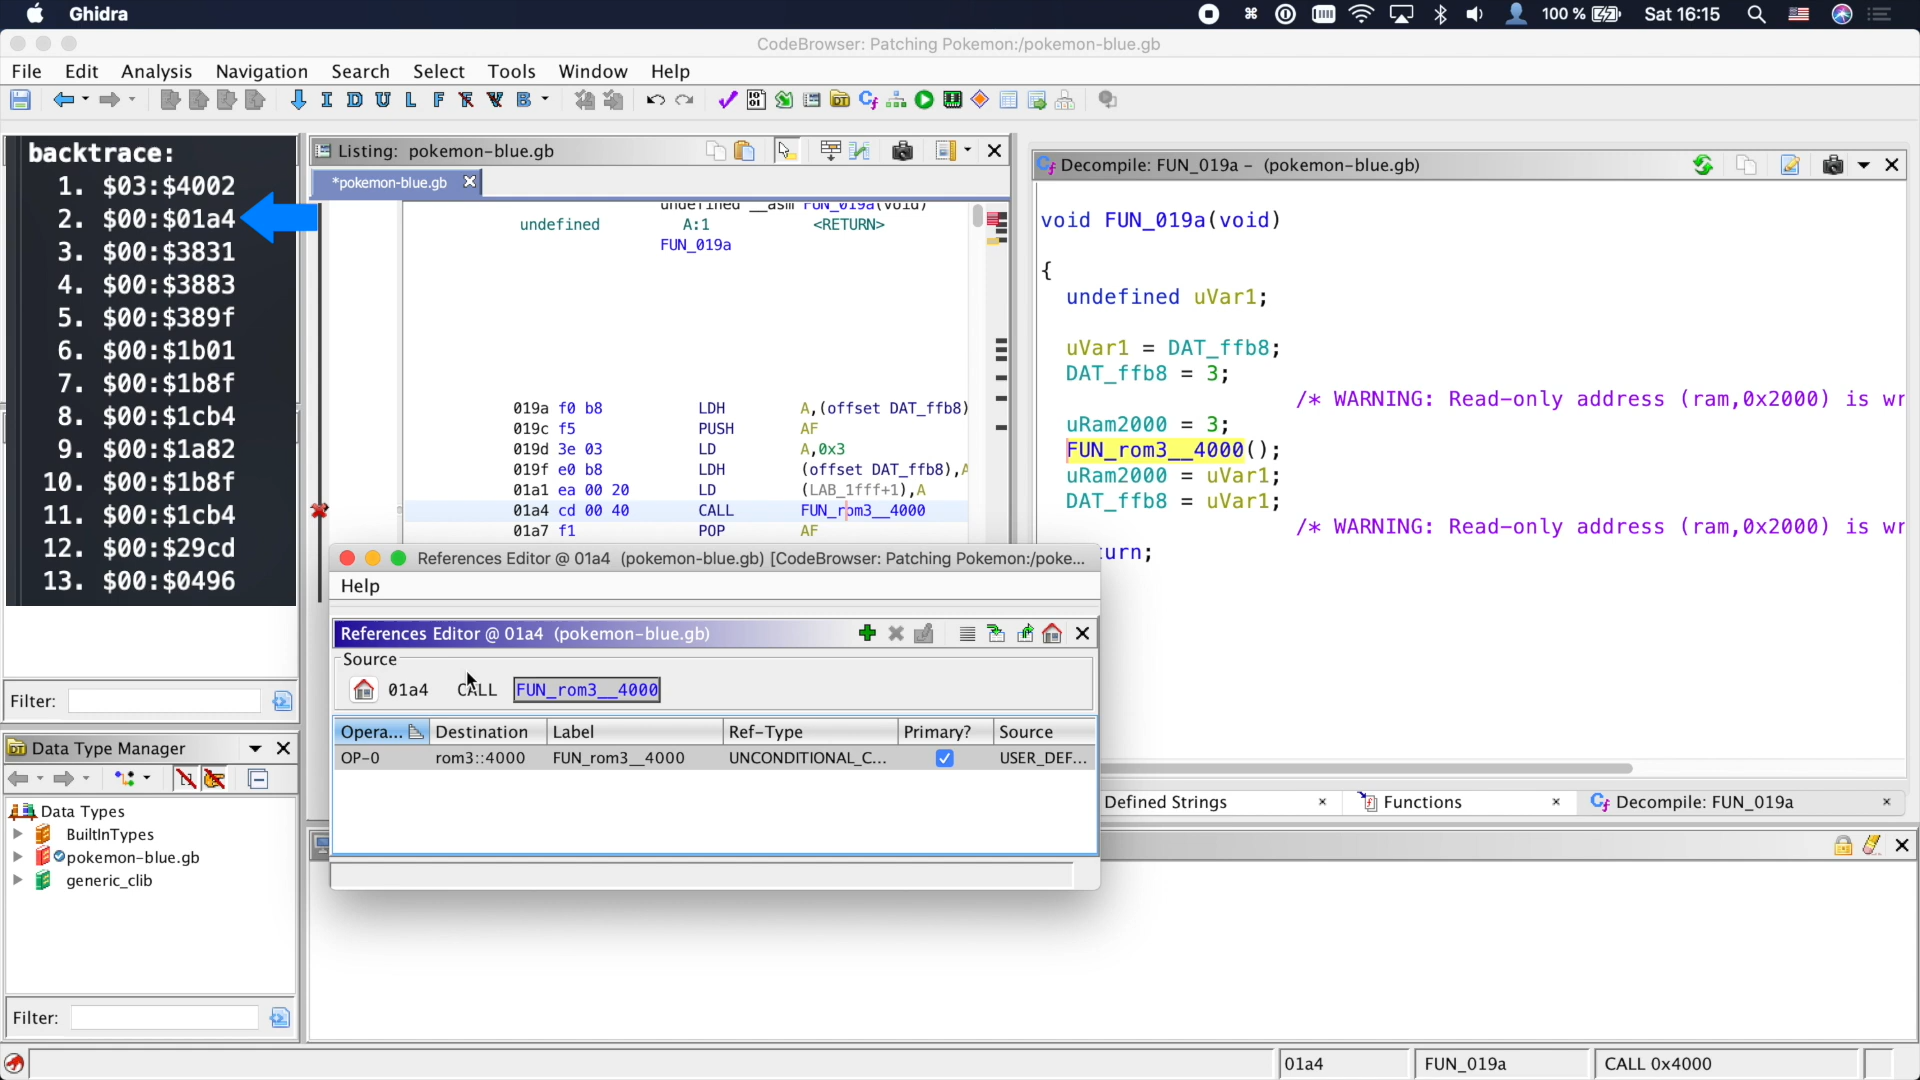 Ghidra
100 %
Sat 16:15
CodeBrowser: Patching Pokemon:/pokemon-blue.gb
File Edit Analysis Navigation Search Select Tools Window Help
I D U L F B
backtrace:
1. $03:$4002
2. $00:$01a4
3. $00:$3831
4. $00:$3883
5. $00:$389f
6. $00:$1b01
7. $00:$1b8f
8. $00:$1cb4
9. $00:$1a82
10. $00:$1b8f
11. $00:$1cb4
12. $00:$29cd
13. $00:$0496
Filter:
Data Type Manager
Data Types
BuiltInTypes
pokemon-blue.gb
generic_clib
Filter:
Listing: pokemon-blue.gb
*pokemon-blue.gb
undefined __asm FUN_019a(void)
undefined A:1 <RETURN>
FUN_019a
019a f0 b8 LDH A,(offset DAT_ffb8)
019c f5 PUSH AF
019d 3e 03 LD A,0x3
019f e0 b8 LDH (offset DAT_ffb8),A
01a1 ea 00 20 LD (LAB_1fff+1),A
01a4 cd 00 40 CALL FUN_rom3__4000
01a7 f1 POP AF
References Editor @ 01a4 (pokemon-blue.gb) [CodeBrowser: Patching Pokemon:/poke...
Help
References Editor @ 01a4 (pokemon-blue.gb)
Source
01a4 CALL FUN_rom3__4000
Opera... Destination Label Ref-Type Primary? Source
OP-0 rom3::4000 FUN_rom3__4000 UNCONDITIONAL_C... USER_DEF...
Decompile: FUN_019a - (pokemon-blue.gb)
void FUN_019a(void)
{
undefined uVar1;
uVar1 = DAT_ffb8;
DAT_ffb8 = 3;
/* WARNING: Read-only address (ram,0x2000) is wr
uRam2000 = 3;
FUN_rom3__4000();
uRam2000 = uVar1;
DAT_ffb8 = uVar1;
/* WARNING: Read-only address (ram,0x2000) is wr
urn;
Defined Strings
Functions
Decompile: FUN_019a
01a4
FUN_019a
CALL 0x4000